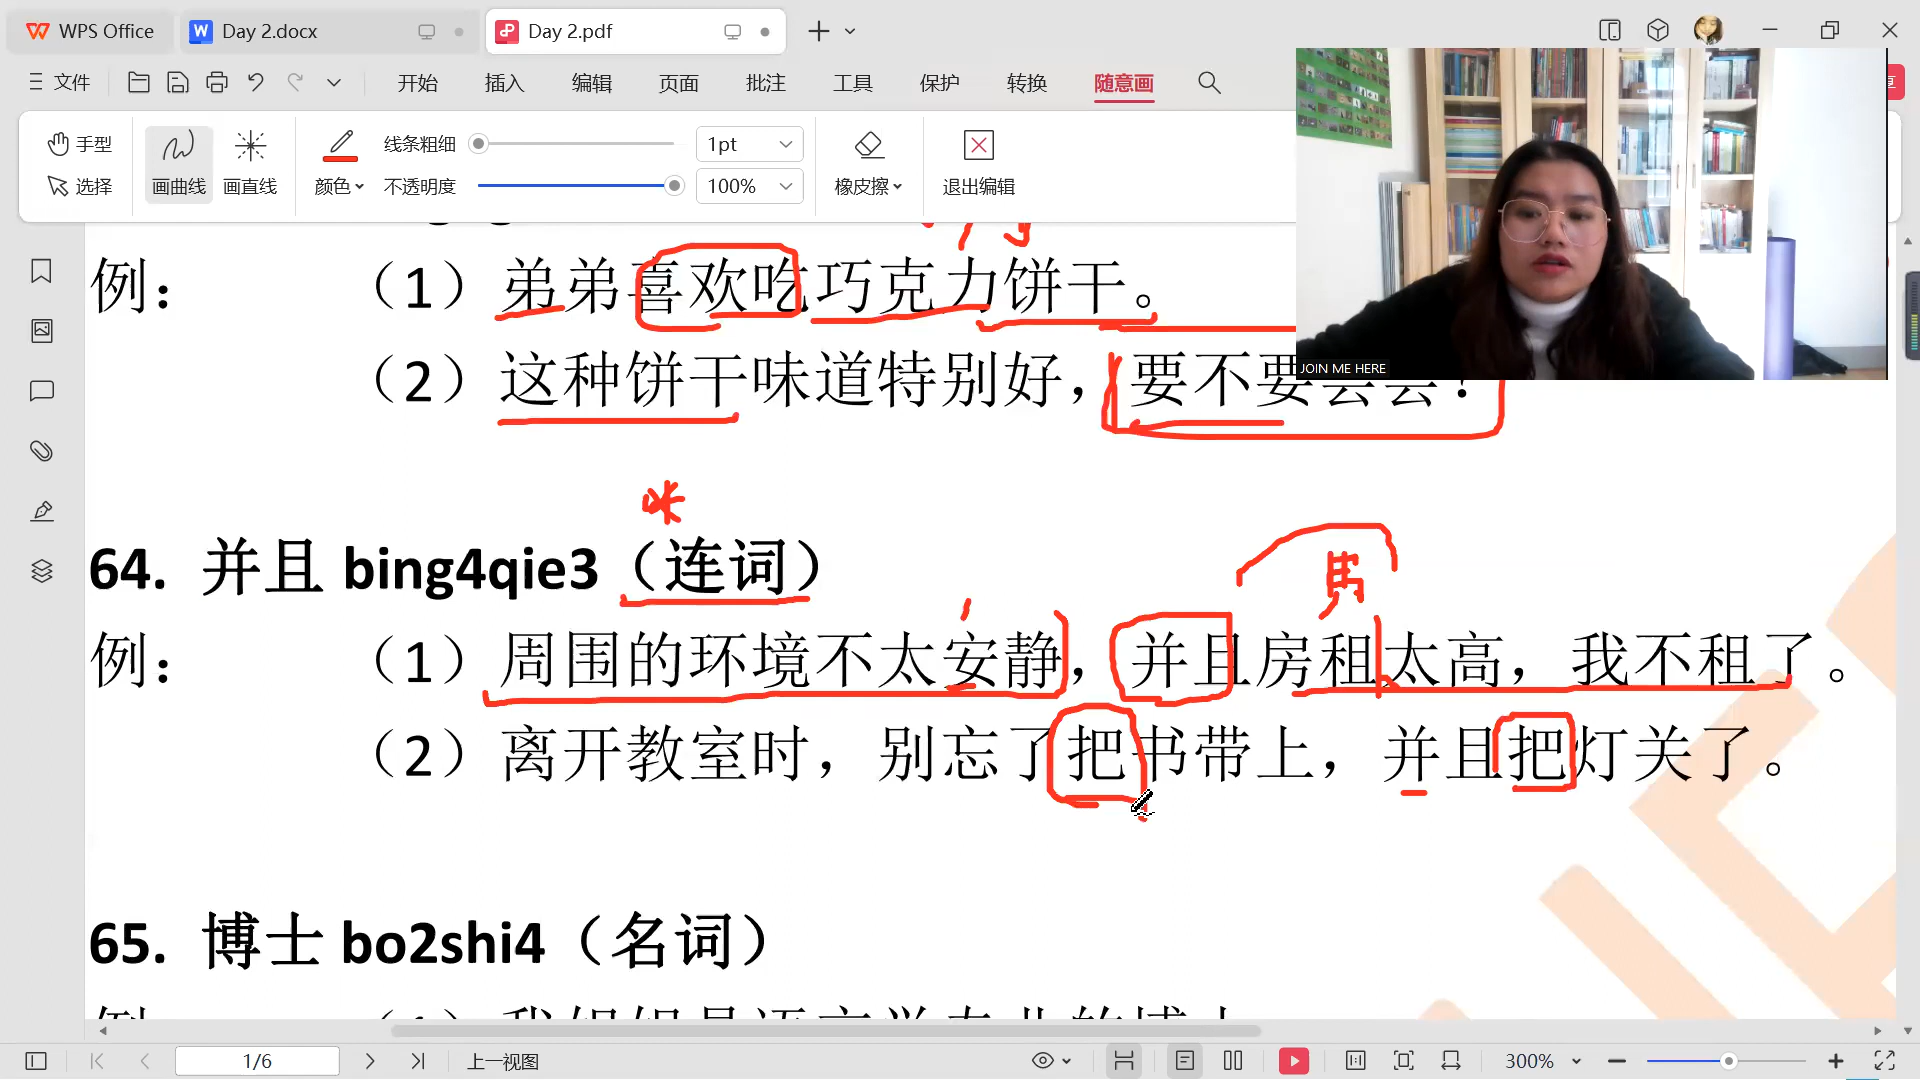 WPS Office Day 2.docx Day 2.pdf
文件 开始 插入 编辑 页面 批注 工具 保护 转换 随意画
手型 线条粗细 1pt
选择 画曲线 画直线 颜色 不透明度 100% 橡皮擦 退出编辑
JOIN ME HERE
例： （1）弟弟喜欢吃巧克力饼干。
（2）这种饼干味道特别好，要不要尝尝？
64. 并且 bing4qie3（连词）
例： （1）周围的环境不太安静，并且房租太高，我不租了。
（2）离开教室时，别忘了把书带上，并且把灯关了。
65. 博士 bo2shi4（名词）
1/6 上一视图 300%